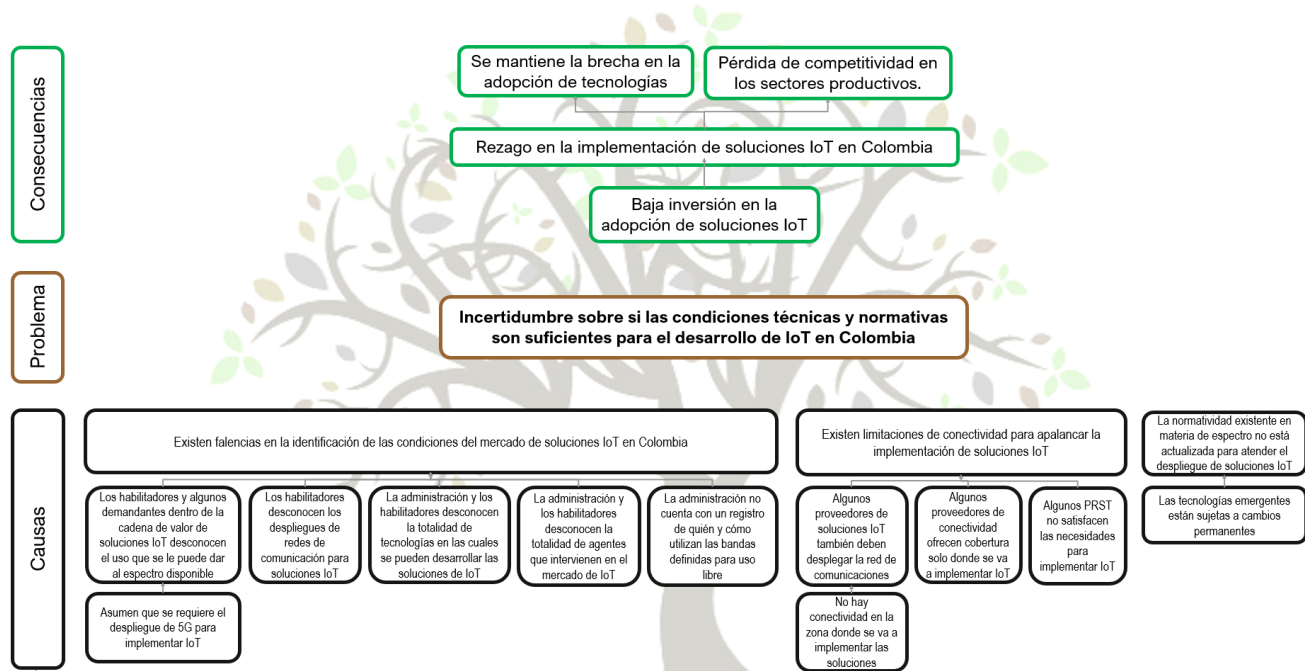 Consecuencias
Se mantiene la brecha en la
adopción de tecnologías
Pérdida de competitividad en
los sectores productivos.
Rezago en la implementación de soluciones IoT en Colombia
Baja inversión en la
adopción de soluciones IoT
Problema
Incertidumbre sobre si las condiciones técnicas y normativas
son suficientes para el desarrollo de IoT en Colombia
Causas
Existen falencias en la identificación de las condiciones del mercado de soluciones IoT en Colombia
Existen limitaciones de conectividad para apalancar la
implementación de soluciones IoT
La normatividad existente en
materia de espectro no está
actualizada para atender el
despliegue de soluciones IoT
Los habilitadores y algunos
demandantes dentro de la
cadena de valor de
soluciones IoT desconocen
el uso que se le puede dar
al espectro disponible
Los habilitadores
desconocen los
despliegues de
redes de
comunicación para
soluciones IoT
La administración y los
habilitadores desconocen la
totalidad de
tecnologías en las cuales
se pueden desarrollar las
soluciones de IoT
La administración y
los habilitadores
desconocen la
totalidad de agentes
que intervienen en el
mercado de IoT
La administración no
cuenta con un registro
de quién y cómo
utilizan las bandas
definidas para uso
libre
Algunos
proveedores de
soluciones IoT
también deben
desplegar la red de
comunicaciones
Algunos
proveedores de
conectividad
ofrecen cobertura
solo donde se va
a implementar IoT
Algunos PRST
no satisfacen
las necesidades
para
implementar IoT
Las tecnologías emergentes
están sujetas a cambios
permanentes
Asumen que se requiere el
despliegue de 5G para
implementar IoT
No hay
conectividad en la
zona donde se va a
implementar las
soluciones